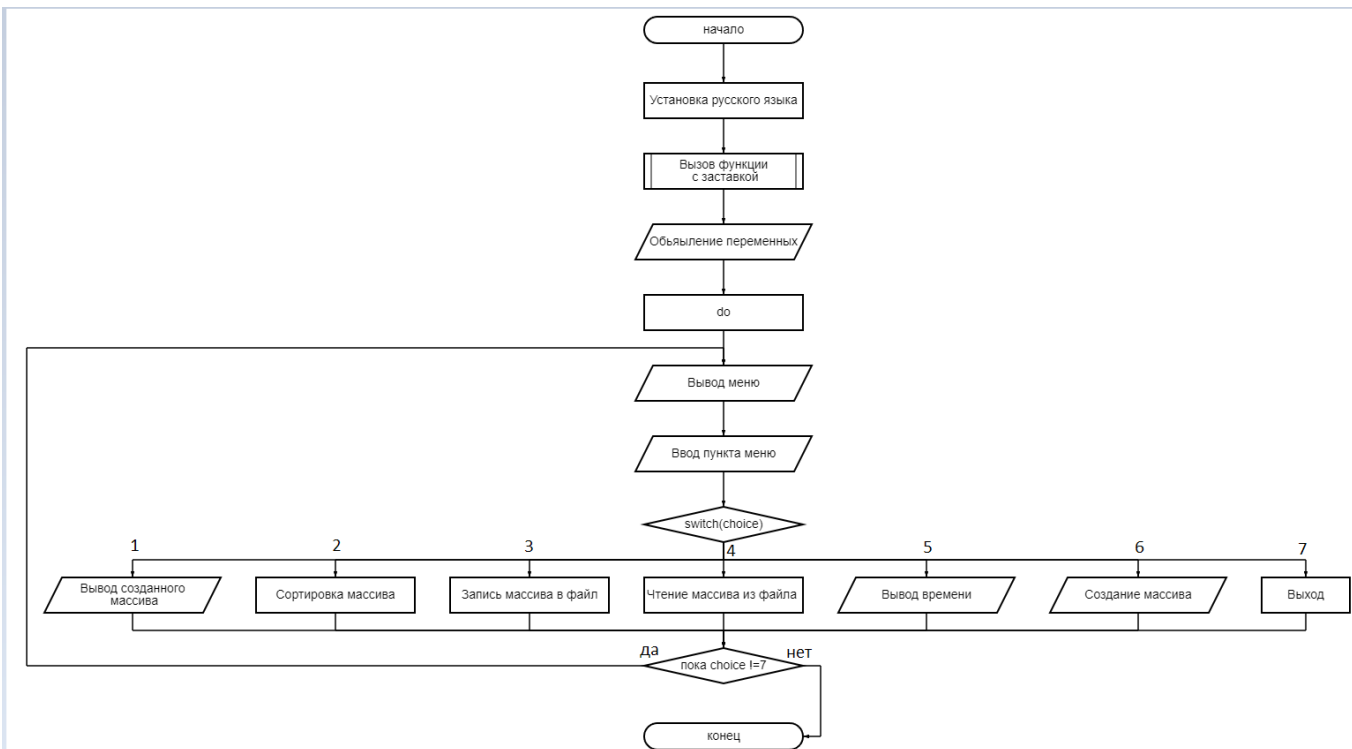 начало
Установка русского языка
Вызов функции
с заставкой
Обьяыление переменных
do
Вывод меню
Ввод пункта меню
switch(choice)
1
2
3
4
5
6
7
Вывод созданного
массива
Сортировка массива
Запись массива в файл
Чтение массива из файла
Вывод времени
Создание массива
Выход
да
пока choice !=7
нет
конец